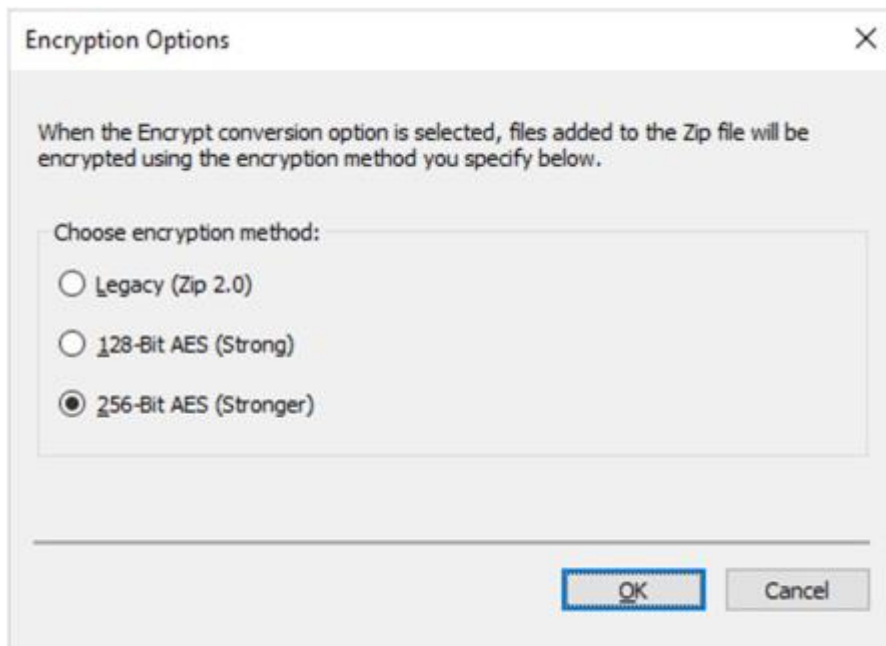 Encryption Options
When the Encrypt conversion option is selected, files added to the Zip file will be
encrypted using the encryption method you specify below.
Choose encryption method:
Legacy (Zip 2.0)
128-Bit AES (Strong)
256-Bit AES (Stronger)
OK
Cancel